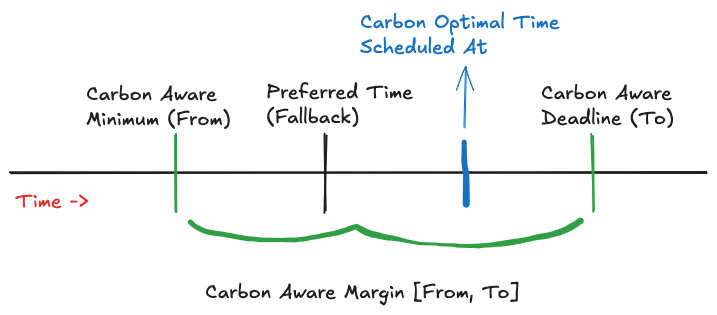 Carbon Optimal Time
Scheduled At
Carbon Aware
Minimum (From)
Preferred Time
(Fallback)
Carbon Aware
Deadline (To)
Time ->
Carbon Aware Margin [From, To]